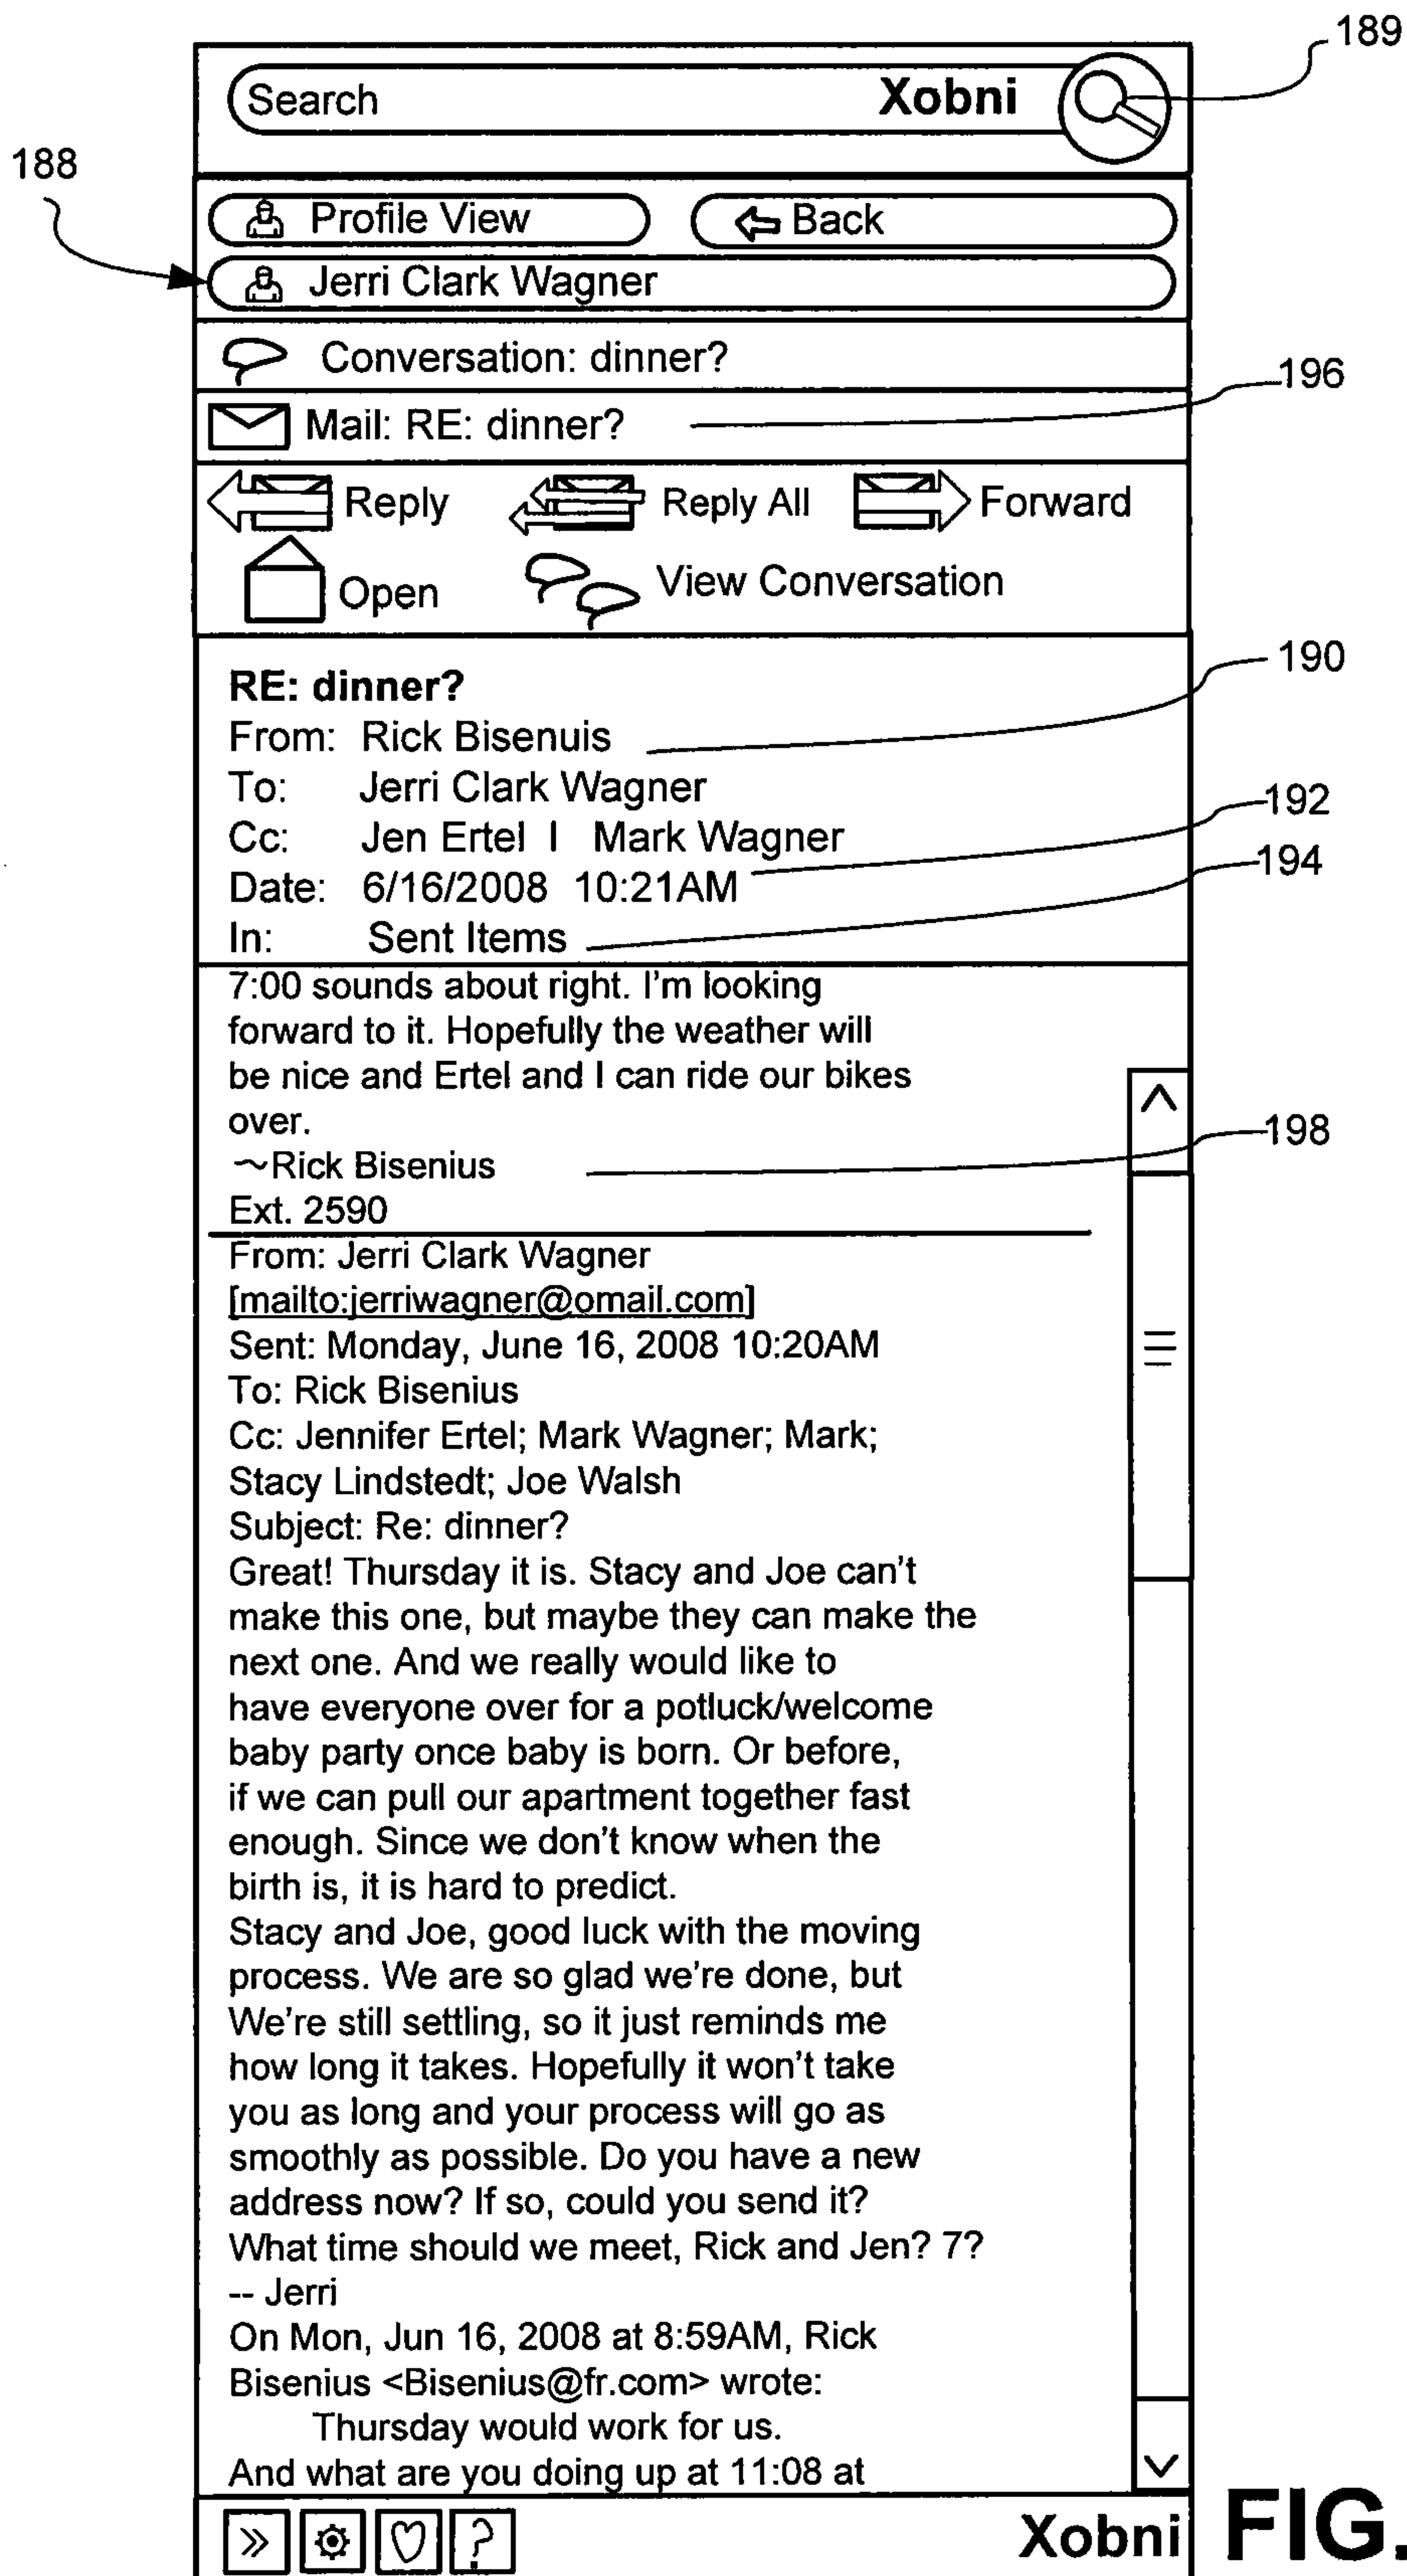 189
Search Xobni
188
Profile View Back
Jerri Clark Wagner
Conversation: dinner?
196
Mail: RE: dinner?
Reply Reply All Forward
Open View Conversation
190
RE: dinner?
From: Rick Bisenuis
To: Jerri Clark Wagner
192
Cc: Jen Ertel | Mark Wagner
194
Date: 6/16/2008 10:21AM
In: Sent Items
7:00 sounds about right. I'm looking
forward to it. Hopefully the weather will
be nice and Ertel and I can ride our bikes
over.
198
~Rick Bisenius
Ext. 2590
From: Jerri Clark Wagner
[mailto:jerriwagner@omail.com]
Sent: Monday, June 16, 2008 10:20AM
To: Rick Bisenius
Cc: Jennifer Ertel; Mark Wagner; Mark;
Stacy Lindstedt; Joe Walsh
Subject: Re: dinner?
Great! Thursday it is. Stacy and Joe can't
make this one, but maybe they can make the
next one. And we really would like to
have everyone over for a potluck/welcome
baby party once baby is born. Or before,
if we can pull our apartment together fast
enough. Since we don't know when the
birth is, it is hard to predict.
Stacy and Joe, good luck with the moving
process. We are so glad we're done, but
We're still settling, so it just reminds me
how long it takes. Hopefully it won't take
you as long and your process will go as
smoothly as possible. Do you have a new
address now? If so, could you send it?
What time should we meet, Rick and Jen? 7?
-- Jerri
On Mon, Jun 16, 2008 at 8:59AM, Rick
Bisenius <Bisenius@fr.com> wrote:
Thursday would work for us.
And what are you doing up at 11:08 at
» ? Xobni
FIG.